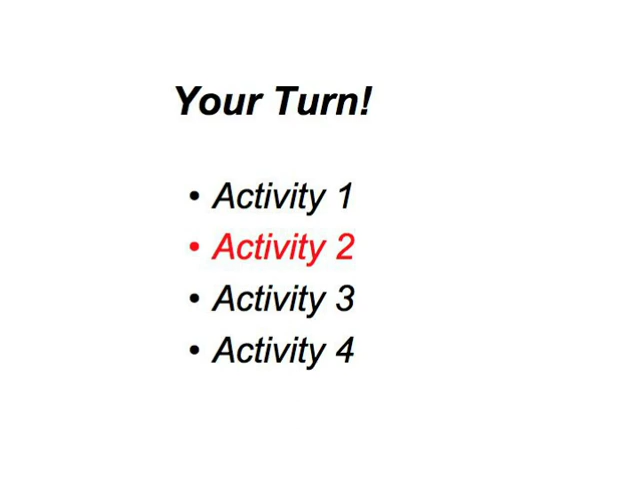 Your Turn!
• Activity 1
• Activity 2
• Activity 3
• Activity 4